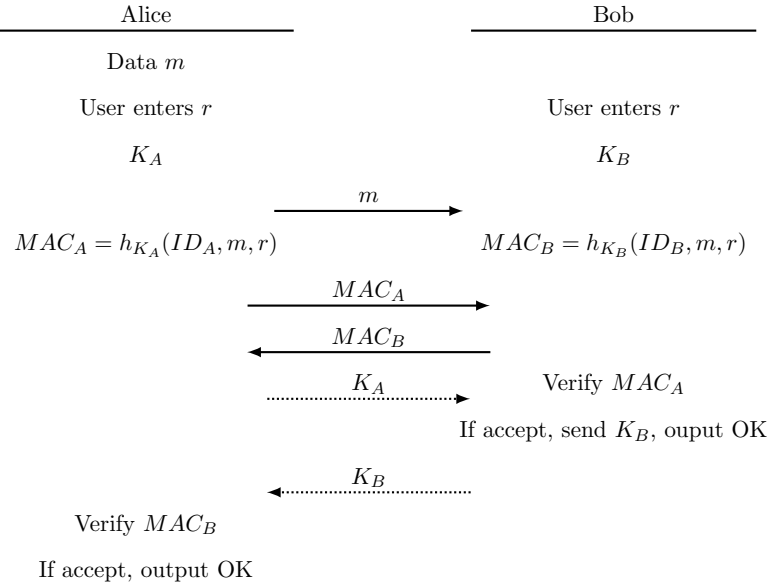 Alice Bob
Data m
User enters r User enters r
K_A K_B
m
MAC_A = h_{K_A}(ID_A, m, r) MAC_B = h_{K_B}(ID_B, m, r)
MAC_A
MAC_B
K_A Verify MAC_A
If accept, send K_B, ouput OK
K_B
Verify MAC_B
If accept, output OK